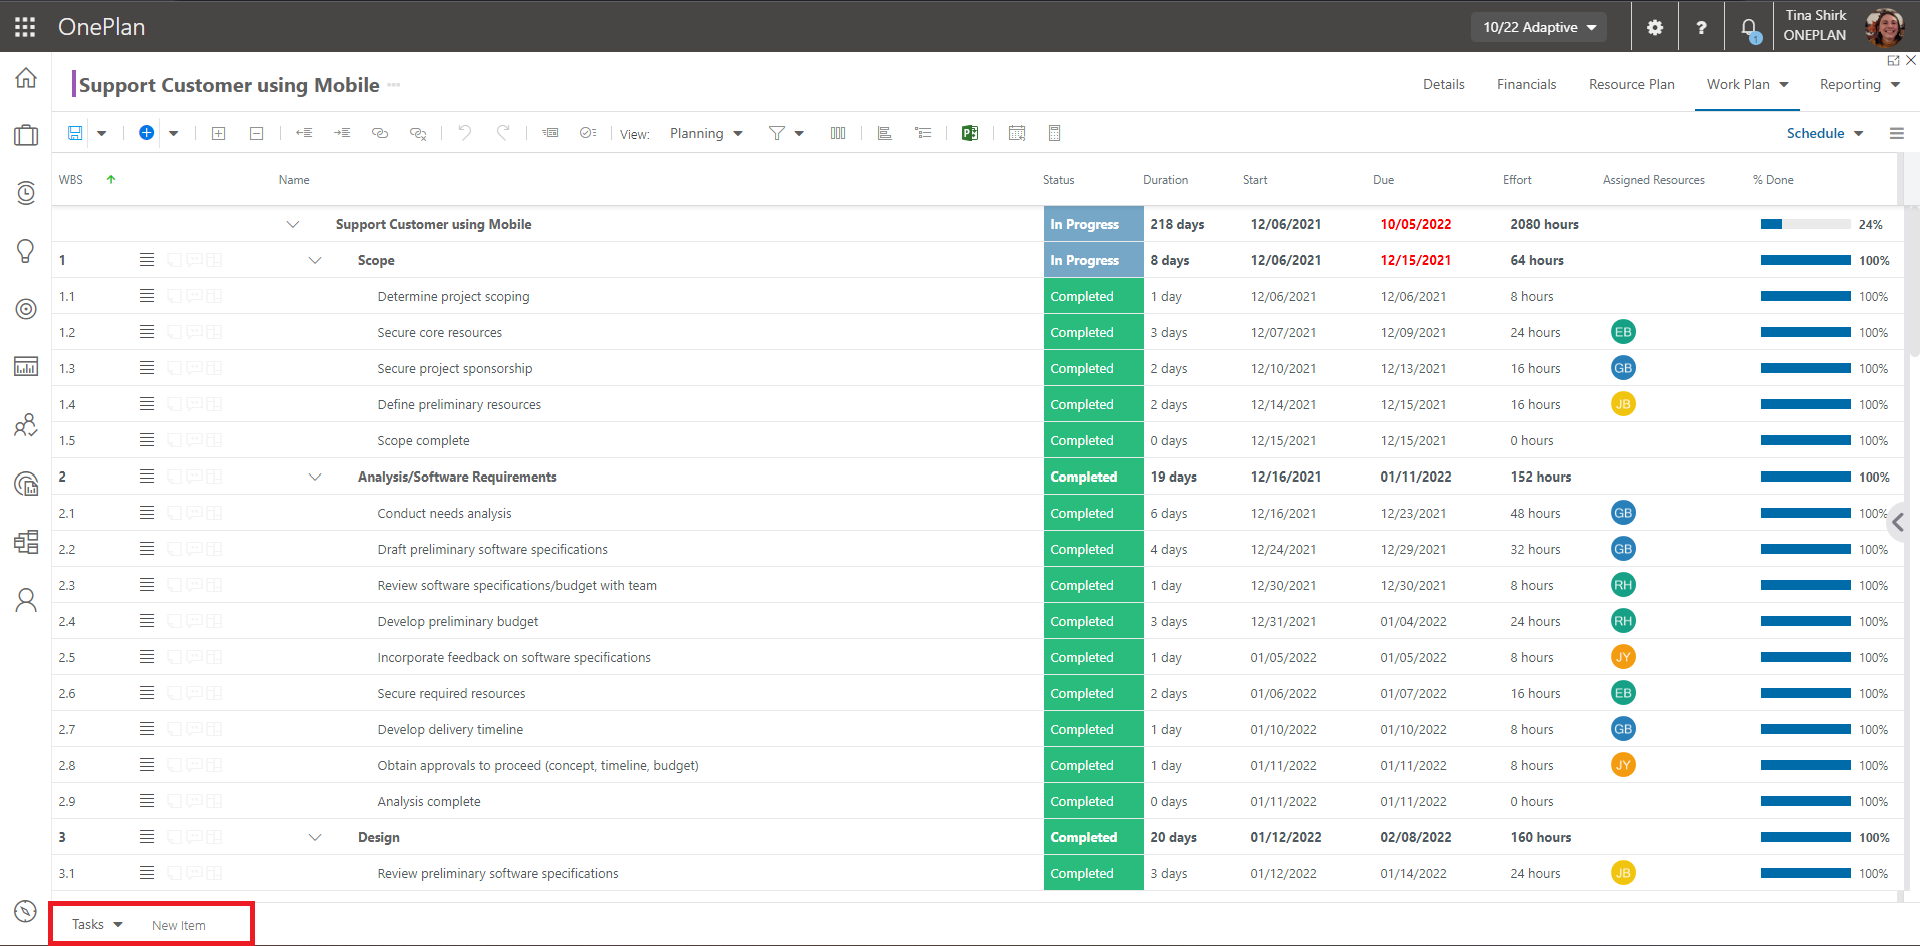 OnePlan
10/22 Adaptive
?
1
Tina Shirk
ONEPLAN
Support Customer using Mobile
Details
Financials
Resource Plan
Work Plan
Reporting
View:
Planning
Schedule
WBS Name Status Duration Start Due Effort Assigned Resources % Done
Support Customer using Mobile In Progress 218 days 12/06/2021 10/05/2022 2080 hours 24%
1 Scope In Progress 8 days 12/06/2021 12/15/2021 64 hours 100%
1.1 Determine project scoping Completed 1 day 12/06/2021 12/06/2021 8 hours 100%
1.2 Secure core resources Completed 3 days 12/07/2021 12/09/2021 24 hours EB 100%
1.3 Secure project sponsorship Completed 2 days 12/10/2021 12/13/2021 16 hours GB 100%
1.4 Define preliminary resources Completed 2 days 12/14/2021 12/15/2021 16 hours JB 100%
1.5 Scope complete Completed 0 days 12/15/2021 12/15/2021 0 hours 100%
2 Analysis/Software Requirements Completed 19 days 12/16/2021 01/11/2022 152 hours 100%
2.1 Conduct needs analysis Completed 6 days 12/16/2021 12/23/2021 48 hours GB 100%
2.2 Draft preliminary software specifications Completed 4 days 12/24/2021 12/29/2021 32 hours GB 100%
2.3 Review software specifications/budget with team Completed 1 day 12/30/2021 12/30/2021 8 hours RH 100%
2.4 Develop preliminary budget Completed 3 days 12/31/2021 01/04/2022 24 hours RH 100%
2.5 Incorporate feedback on software specifications Completed 1 day 01/05/2022 01/05/2022 8 hours JY 100%
2.6 Secure required resources Completed 2 days 01/06/2022 01/07/2022 16 hours EB 100%
2.7 Develop delivery timeline Completed 1 day 01/10/2022 01/10/2022 8 hours GB 100%
2.8 Obtain approvals to proceed (concept, timeline, budget) Completed 1 day 01/11/2022 01/11/2022 8 hours JY 100%
2.9 Analysis complete Completed 0 days 01/11/2022 01/11/2022 0 hours 100%
3 Design Completed 20 days 01/12/2022 02/08/2022 160 hours 100%
3.1 Review preliminary software specifications Completed 3 days 01/12/2022 01/14/2022 24 hours JB 100%
Tasks
New Item